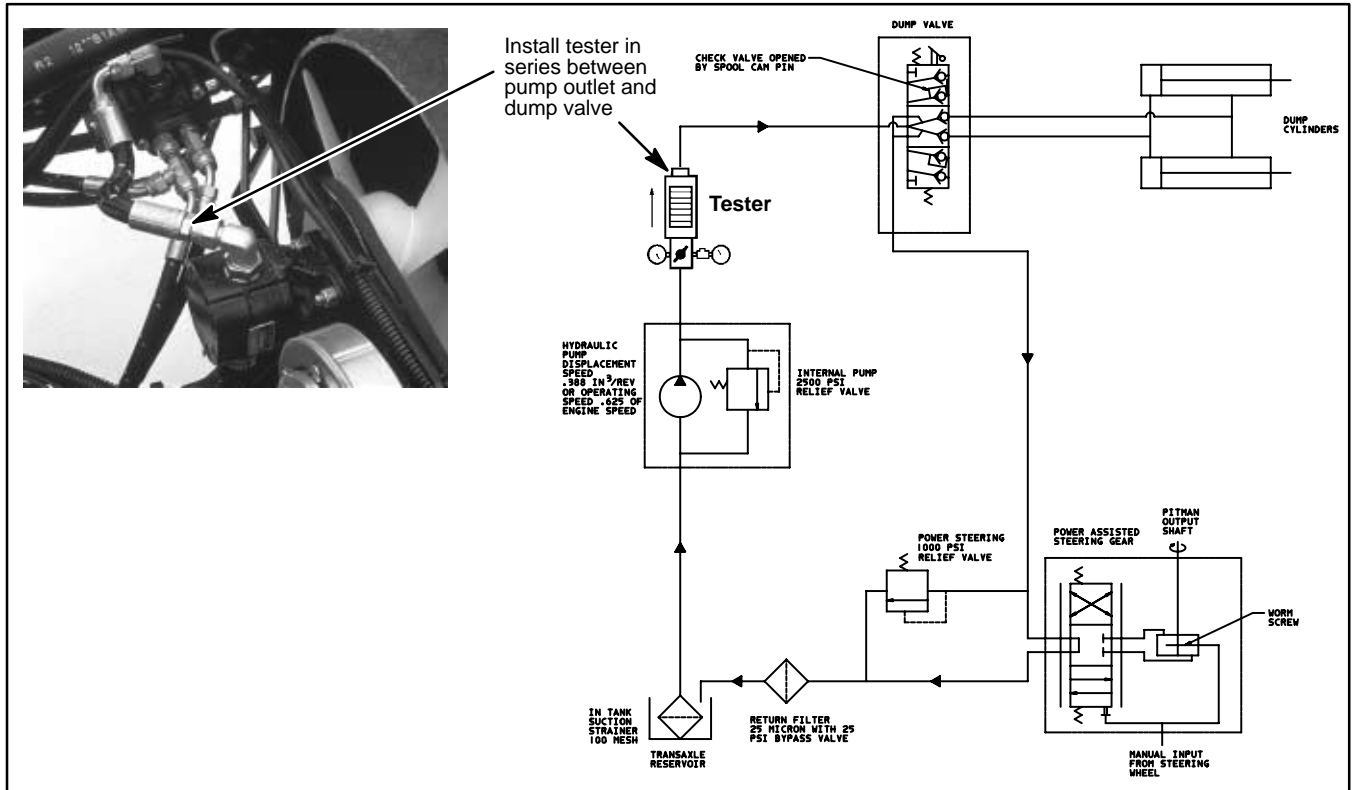 Install tester in
series between
pump outlet and
dump valve
DUMP VALVE
CHECK VALVE OPENED
BY SPOOL CAM PIN
DUMP
CYLINDERS
Tester
HYDRAULIC
PUMP
DISPLACEMENT
SPEED
.388 IN³/REV
OR OPERATING
SPEED .625 OF
ENGINE SPEED
INTERNAL PUMP
2500 PSI
RELIEF VALVE
POWER STEERING
1000 PSI
RELIEF VALVE
POWER ASSISTED
STEERING GEAR
PITMAN
OUTPUT
SHAFT
WORM
SCREW
IN TANK
SUCTION
STRAINER
100 MESH
TRANSAXLE
RESERVOIR
RETURN FILTER
25 MICRON WITH 25
PSI BYPASS VALVE
MANUAL INPUT
FROM STEERING
WHEEL